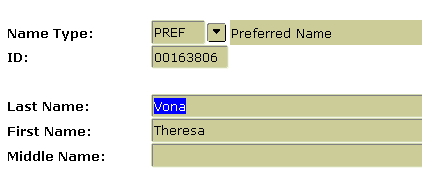 Name Type: PREF Preferred Name
ID: 00163806
Last Name: Vona
First Name: Theresa
Middle Name: